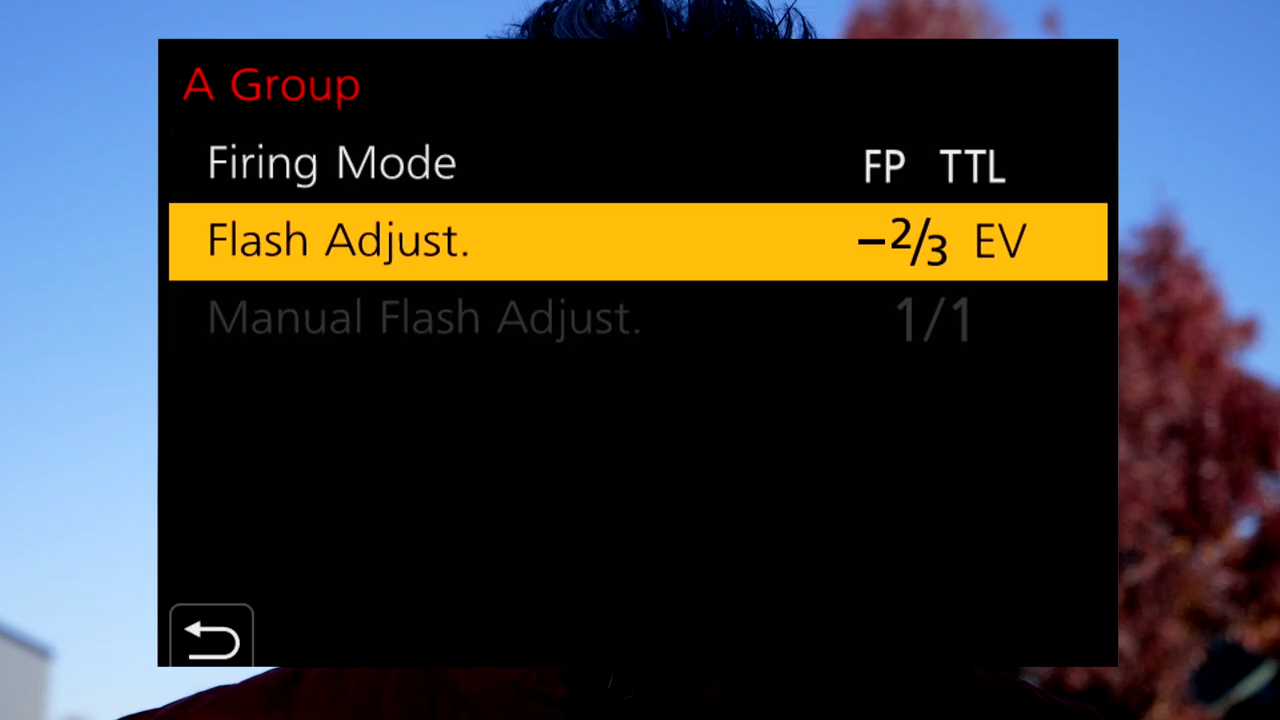 A Group
Firing Mode FP TTL
Flash Adjust. −2/3 EV
Manual Flash Adjust. 1/1